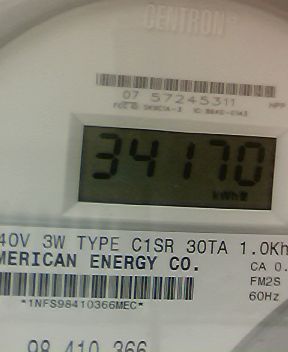 CENTRON®
07 57245311
34170
kWh
40V 3W TYPE C1SR 30TA 1.0Kh
MERICAN ENERGY CO.
CA 0.
FM2S
60Hz
*1NFS98410366MEC*
98 410 366